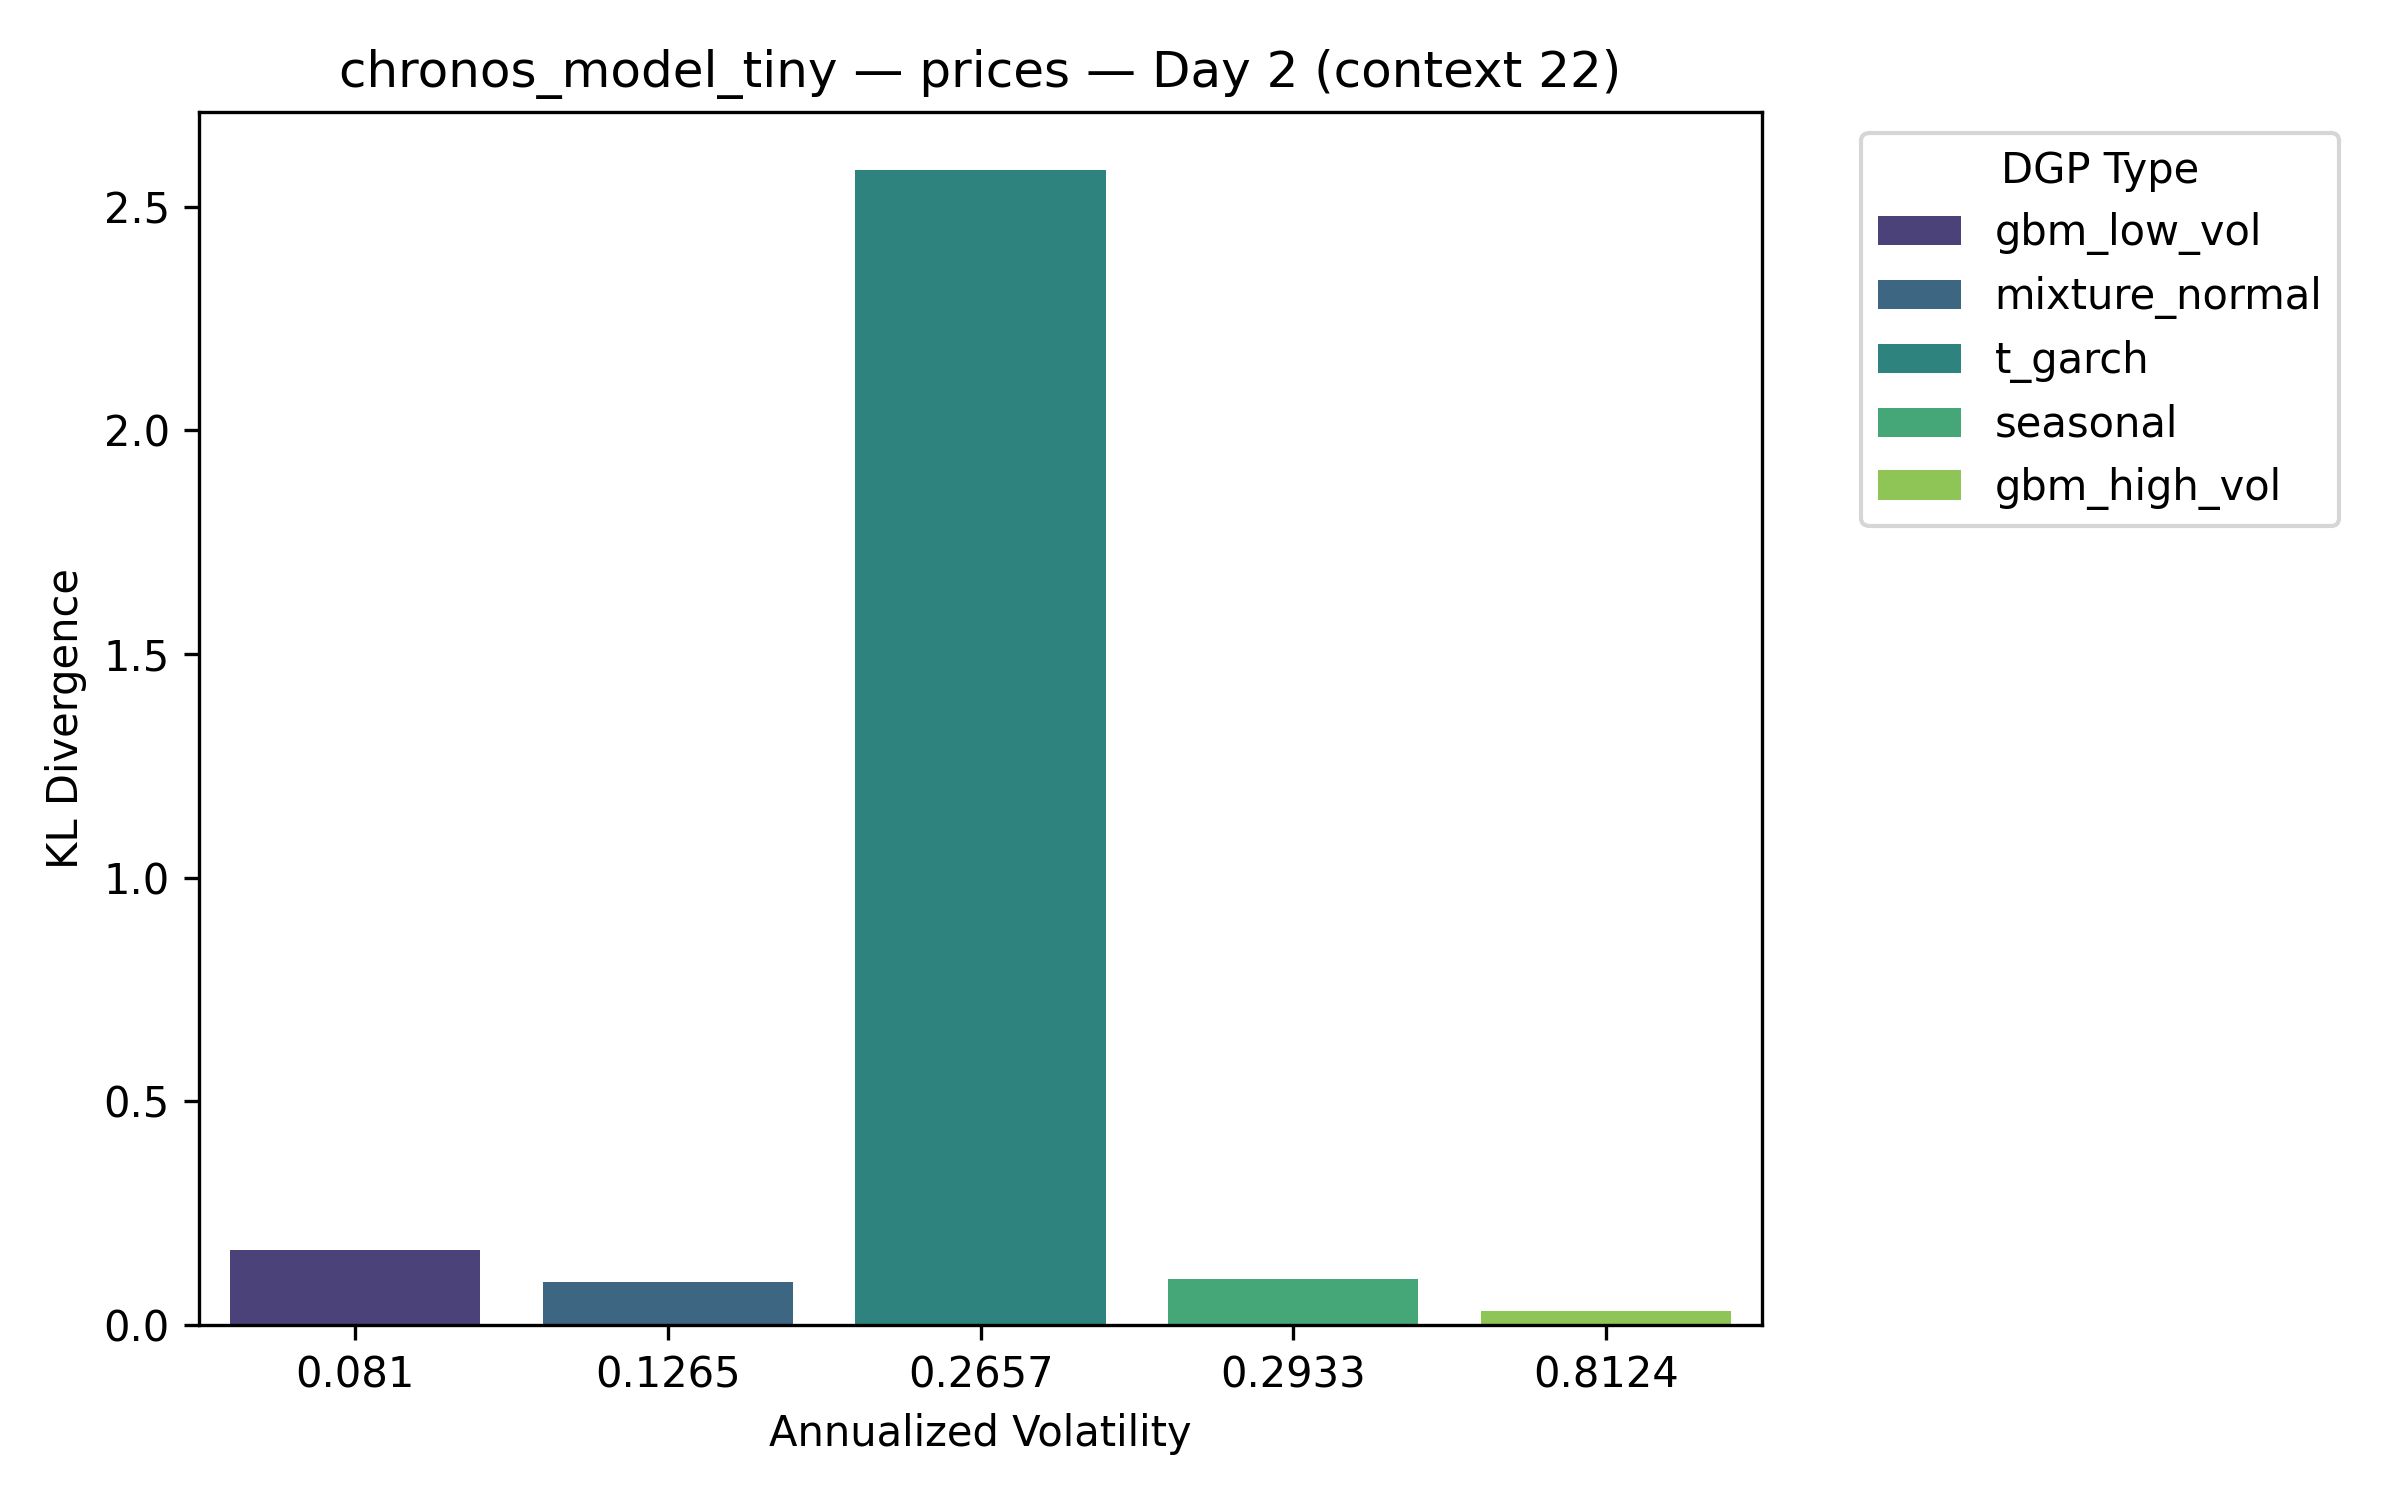 chronos_model_tiny — prices — Day 2 (context 22)
KL Divergence
2.5
2.0
1.5
1.0
0.5
0.0
0.081
0.1265
0.2657
0.2933
0.8124
Annualized Volatility
DGP Type
gbm_low_vol
mixture_normal
t_garch
seasonal
gbm_high_vol